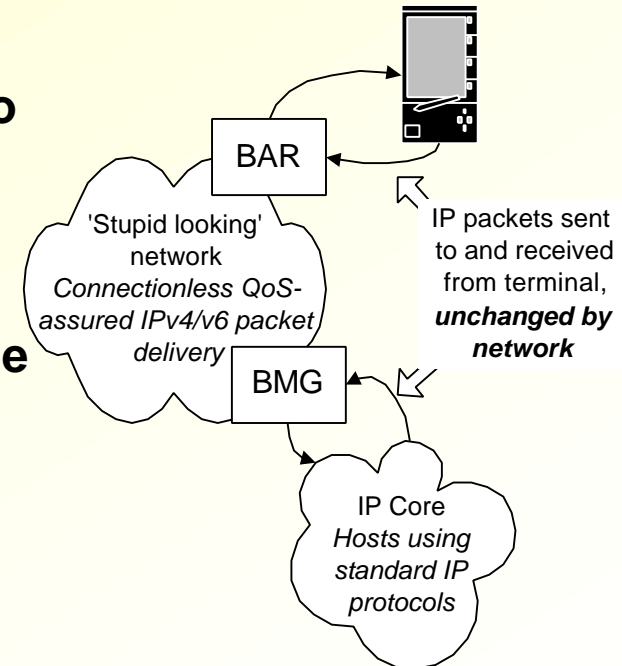 o
BAR
'Stupid looking'
network
Connectionless QoS-
assured IPv4/v6 packet
delivery
e
BMG
IP packets sent
to and received
from terminal,
unchanged by
network
IP Core
Hosts using
standard IP
protocols